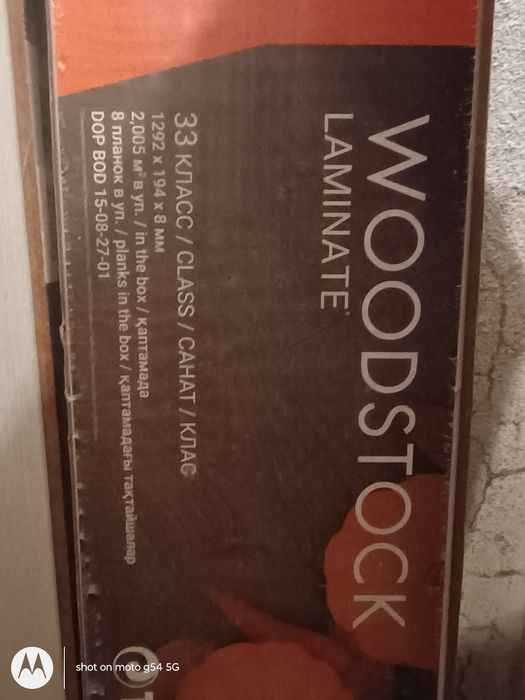 WOODSTOCK
LAMINATE
33 КЛАСС / CLASS / САНАТ / КЛАС
1292 x 194 x 8 мм
2,005 м² в уп. / in the box / қаптамада
8 планок в уп. / planks in the box / қаптамадағы тақтайшалар
DOP BOD 15-08-27-01
shot on moto g54 5G